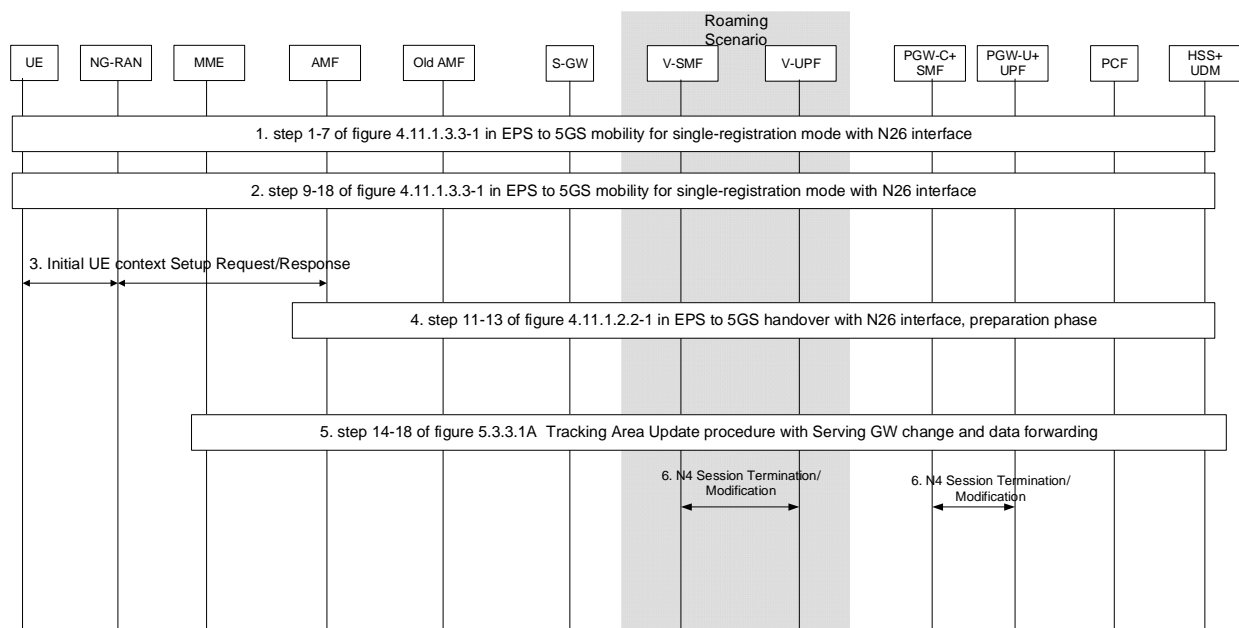 Roaming
Scenario
UE
NG-RAN
MME
AMF
Old AMF
S-GW
V-SMF
V-UPF
PGW-C+
SMF
PGW-U+
UPF
PCF
HSS+
UDM
1. step 1-7 of figure 4.11.1.3.3-1 in EPS to 5GS mobility for single-registration mode with N26 interface
2. step 9-18 of figure 4.11.1.3.3-1 in EPS to 5GS mobility for single-registration mode with N26 interface
3. Initial UE context Setup Request/Response
4. step 11-13 of figure 4.11.1.2.2-1 in EPS to 5GS handover with N26 interface, preparation phase
5. step 14-18 of figure 5.3.3.1A Tracking Area Update procedure with Serving GW change and data forwarding
6. N4 Session Termination/
Modification
6. N4 Session Termination/
Modification